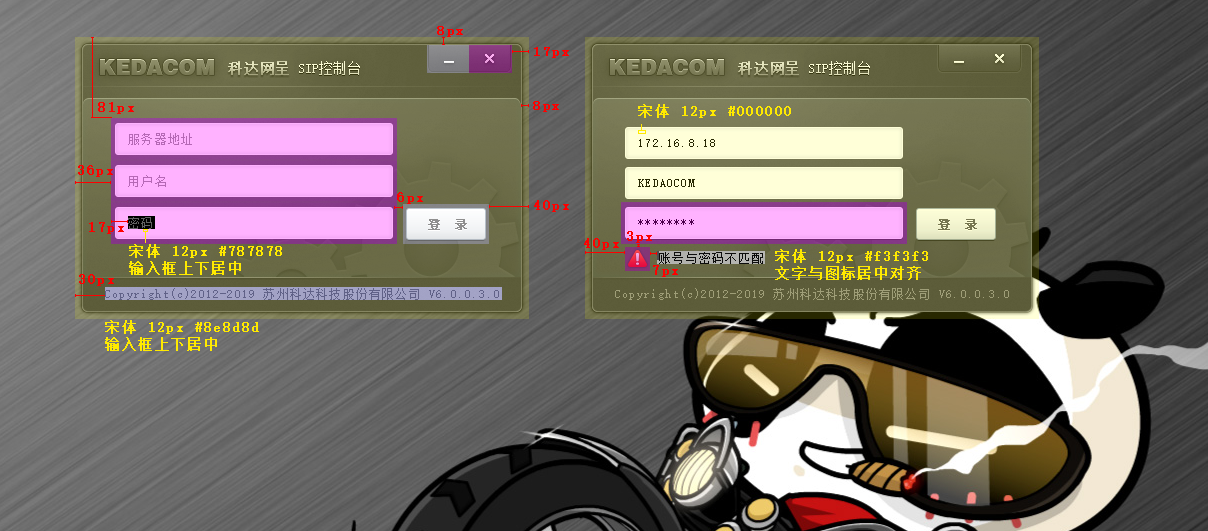 8px
KEDACOM 科达网呈 SIP控制台
17px
81px
8px
服务器地址
36px
用户名
6px
40px
17px
密码
登 录
宋体 12px #787878
输入框上下居中
30px
Copyright(c)2012-2019 苏州科达科技股份有限公司 V6.0.0.3.0
宋体 12px #8e8d8d
输入框上下居中
KEDACOM 科达网呈 SIP控制台
宋体 12px #000000
172.16.8.18
KEDAOCOM
********
登 录
40px
3px
账号与密码不匹配
7px
宋体 12px #f3f3f3
文字与图标居中对齐
Copyright(c)2012-2019 苏州科达科技股份有限公司 V6.0.0.3.0